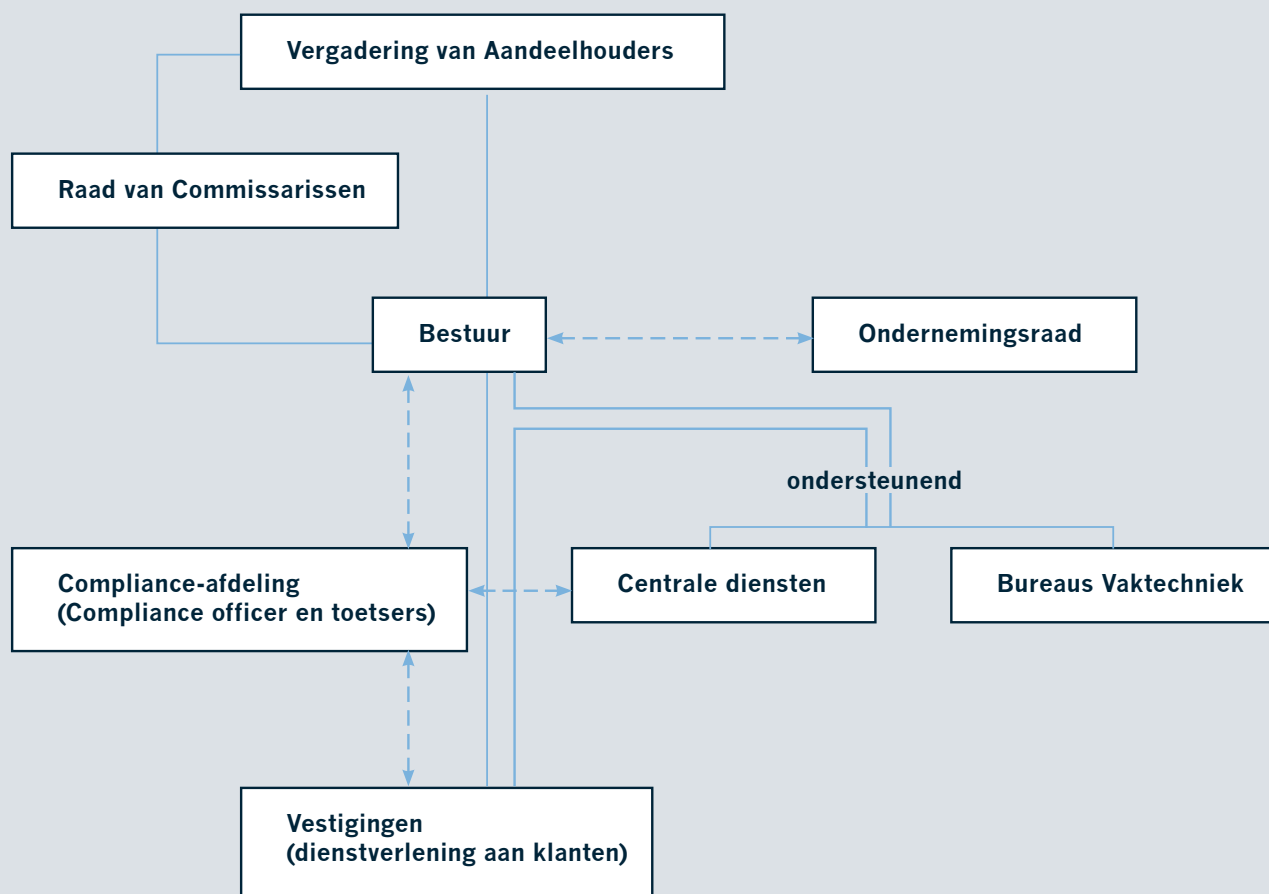 Vergadering van Aandeelhouders
Raad van Commissarissen
Bestuur
Ondernemingsraad
ondersteunend
Compliance-afdeling
(Compliance officer en toetsers)
Centrale diensten
Bureaus Vaktechniek
Vestigingen
(dienstverlening aan klanten)